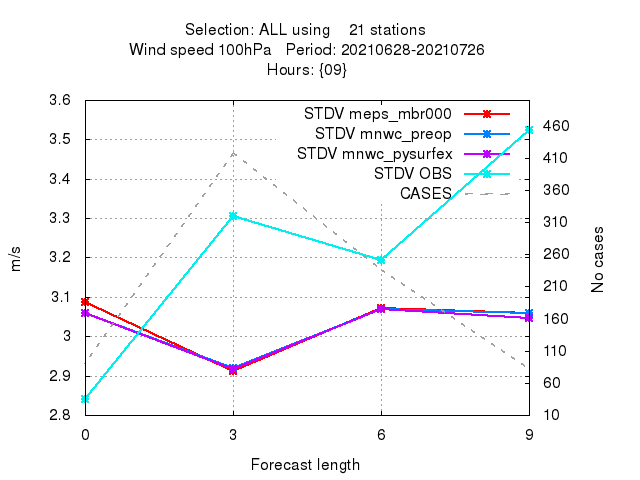 Selection: ALL using    21 stations
Wind speed 100hPa   Period: 20210628-20210726
Hours: {09}
STDV meps_mbr000
STDV mnwc_preop
STDV mnwc_pysurfex
STDV OBS
CASES
3.6
3.5
3.4
3.3
3.2
3.1
3
2.9
2.8
m/s
460
410
360
310
260
210
160
110
60
10
No cases
0 3 6 9
Forecast length